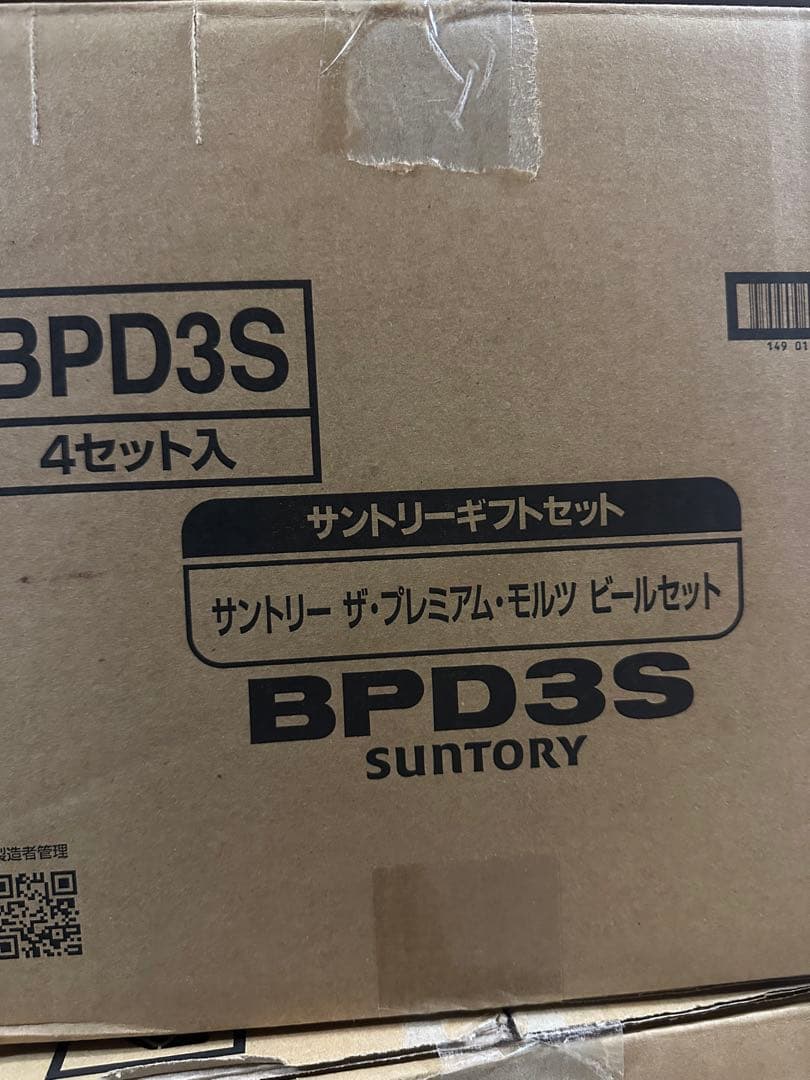 BPD3S
4セット入
149 01
サントリーギフトセット
サントリー ザ・プレミアム・モルツ ビールセット
BPD3S
SUNTORY
製造者管理